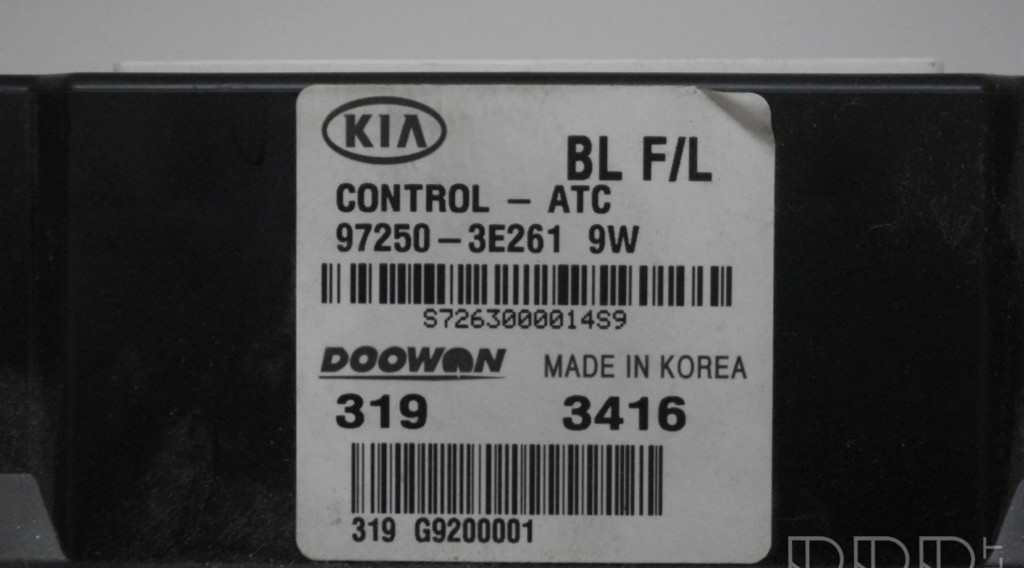 KIA
BL F/L
CONTROL - ATC
97250-3E261 9W
S7263000014S9
DOOWON MADE IN KOREA
319 3416
319 G9200001